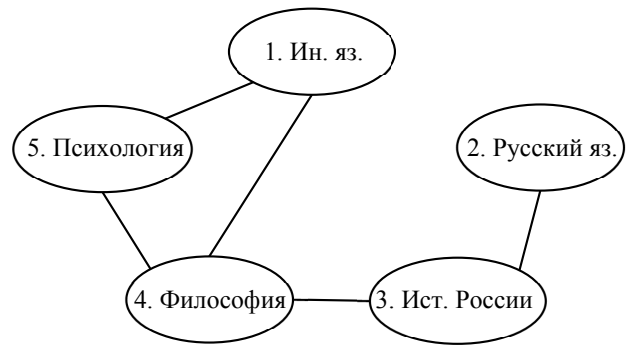 1. Ин. яз.
5. Психология
2. Русский яз.
4. Философия
3. Ист. России